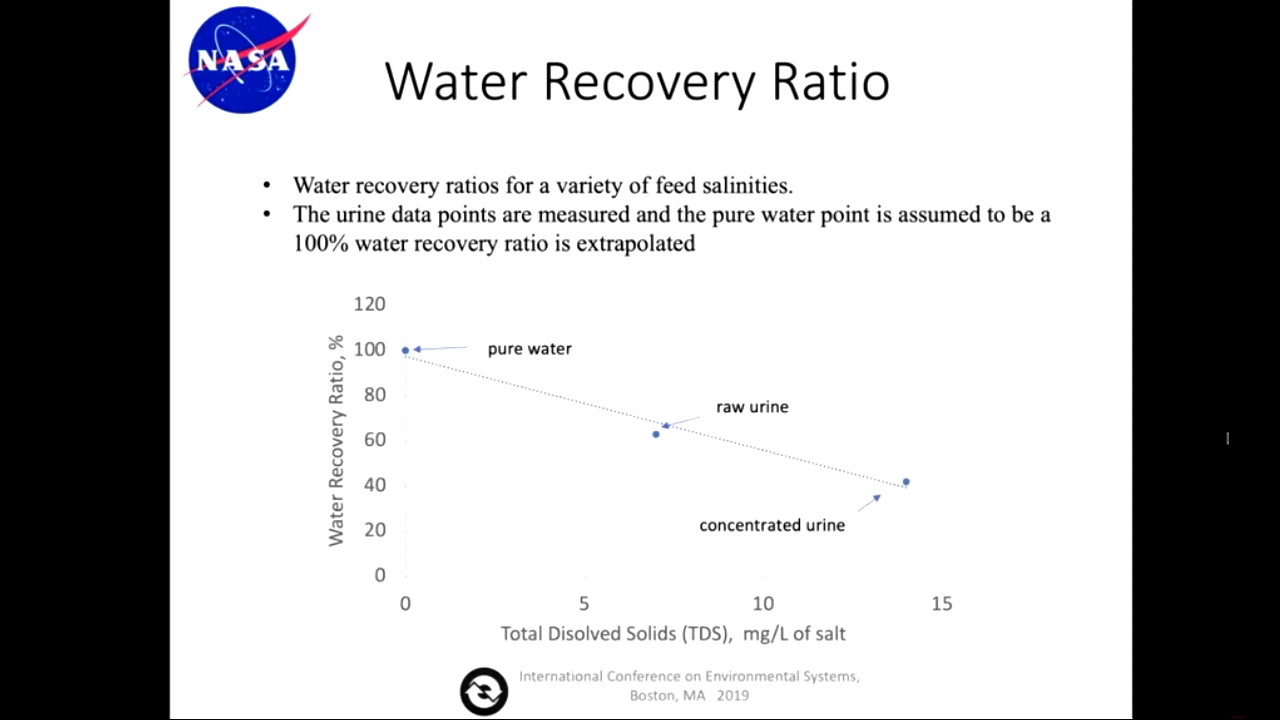 NASA
Water Recovery Ratio
• Water recovery ratios for a variety of feed salinities.
• The urine data points are measured and the pure water point is assumed to be a
100% water recovery ratio is extrapolated
120
100
80
60
40
20
0
Water Recovery Ratio, %
pure water
raw urine
concentrated urine
0 5 10 15
Total Disolved Solids (TDS), mg/L of salt
International Conference on Environmental Systems,
Boston, MA 2019